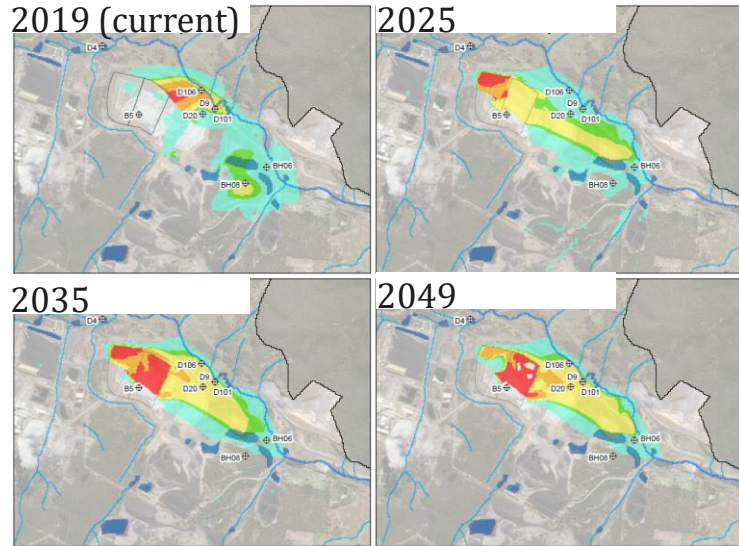 2019 (current)
D4
D106
D9
B5
D20
D101
BH06
BH08
2025
D4
D106
D9
B5
D20
D101
BH06
BH08
2035
D4
D106
D9
B5
D20
D101
BH06
BH08
2049
D4
D106
D9
B5
D20
D101
BH06
BH08